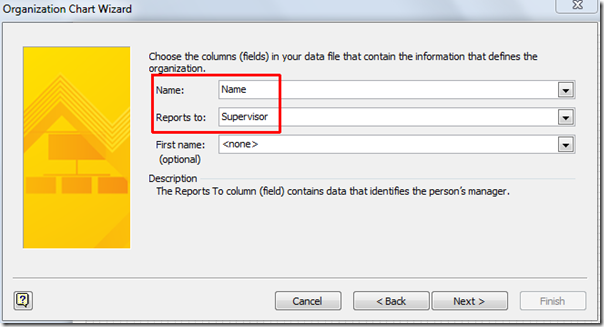 Organization Chart Wizard
Choose the columns (fields) in your data file that contain the information that defines the
organization.
Name: Name
Reports to: Supervisor
First name: <none>
(optional)
Description
The Reports To column (field) contains data that identifies the person's manager.
Cancel < Back Next > Finish